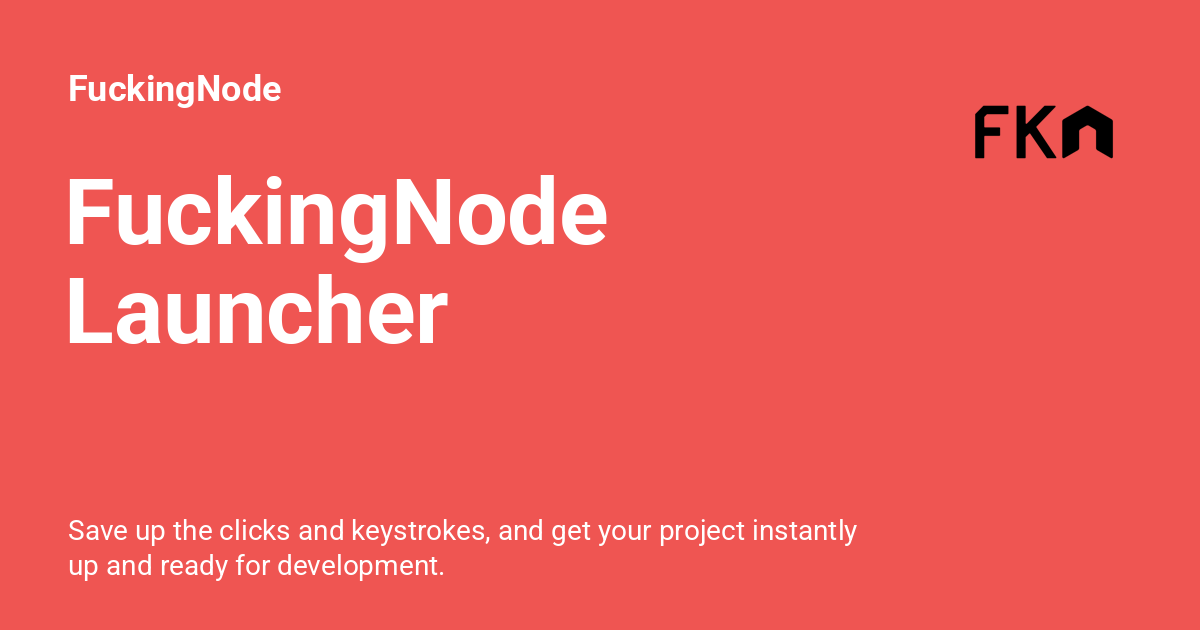 FuckingNode
FKn
FuckingNode
Launcher
Save up the clicks and keystrokes, and get your project instantly
up and ready for development.